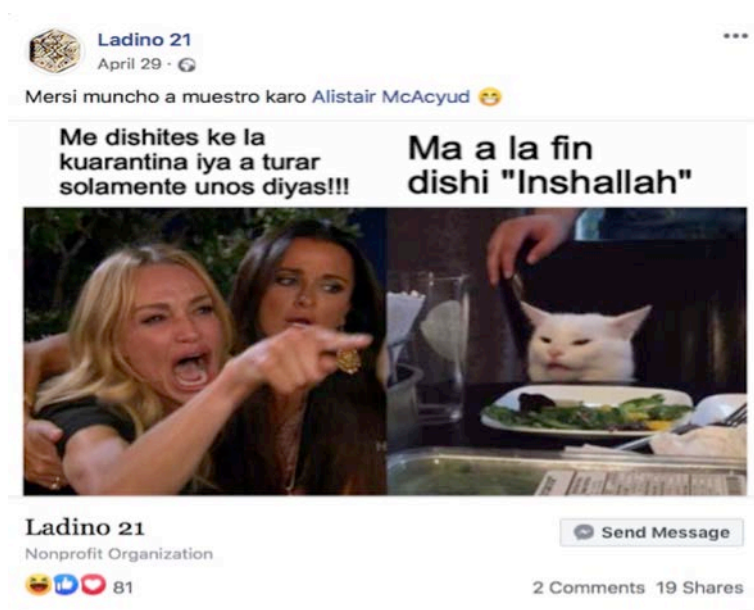 Ladino 21
April 29 ·
Mersi muncho a muestro karo Alistair McAcyud 😁
Me dishites ke la
kuarantina iya a turar
solamente unos diyas!!!
Ma a la fin
dishi "Inshallah"
Ladino 21
Nonprofit Organization
Send Message
81
2 Comments 19 Shares